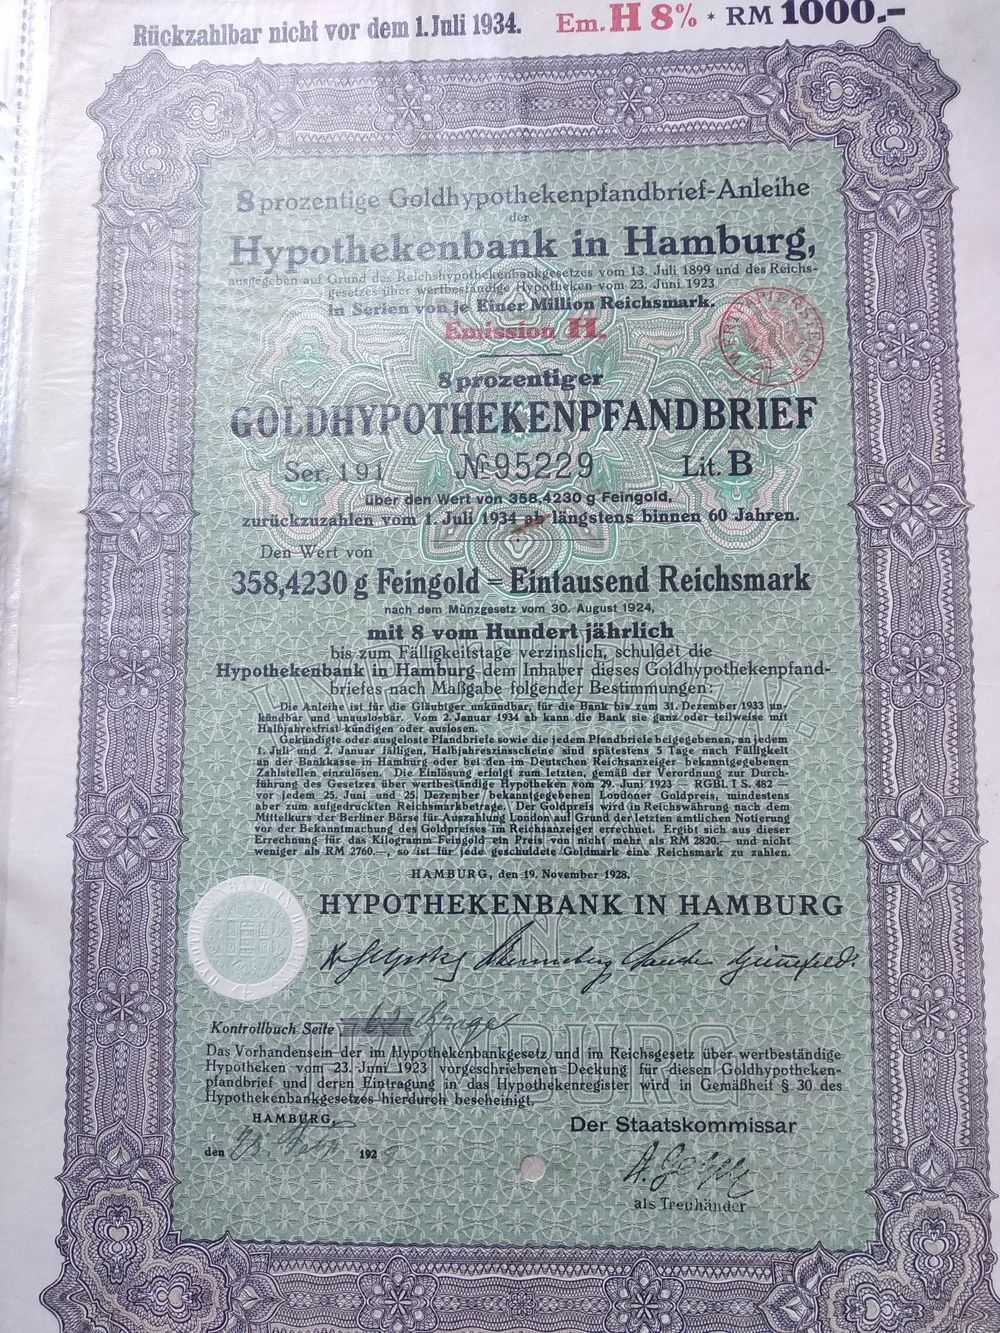 Rückzahlbar nicht vor dem 1. Juli 1934. Em. H 8% * RM 1000.-
8 prozentige Goldhypothekenpfandbrief-Anleihe
der
Hypothekenbank in Hamburg,
ausgegeben auf Grund des Reichshypothekenbankgesetzes vom 13. Juli 1899 und des Reichs-
gesetzes über wertbeständige Hypotheken vom 23. Juni 1923
in Serien von je Einer Million Reichsmark.
Emission H.
WERTPAPIERSTEUER
8 prozentiger
GOLDHYPOTHEKENPFANDBRIEF
Ser. 191 № 95229 Lit. B
über den Wert von 358,4230 g Feingold,
zurückzuzahlen vom 1. Juli 1934 ab längstens binnen 60 Jahren.
Den Wert von
358,4230 g Feingold = Eintausend Reichsmark
nach dem Münzgesetz vom 30. August 1924,
mit 8 vom Hundert jährlich
bis zum Fälligkeitstage verzinslich, schuldet die
Hypothekenbank in Hamburg dem Inhaber dieses Goldhypothekenpfand-
briefes nach Maßgabe folgender Bestimmungen:
Die Anleihe ist für die Gläubiger unkündbar, für die Bank bis zum 31. Dezember 1933 un-
kündbar und unauslosbar. Vom 2. Januar 1934 ab kann die Bank sie ganz oder teilweise mit
Halbjahresfrist kündigen oder auslosen.
Gekündigte oder ausgeloste Pfandbriefe sowie die jedem Pfandbriefe beigegebenen, an jedem
1. Juli und 2. Januar fälligen, Halbjahreszinsscheine sind spätestens 5 Tage nach Fälligkeit
an der Bankkasse in Hamburg oder bei den im Deutschen Reichsanzeiger bekanntgegebenen
Zahlstellen einzulösen. Die Einlösung erfolgt zum letzten, gemäß der Verordnung zur Durch-
führung des Gesetzes über wertbeständige Hypotheken vom 29. Juni 1923 — RGBl. I S. 482 —
vor jedem 25. Juni und 25. Dezember bekanntgegebenen Londoner Goldpreis, mindestens
aber zum aufgedruckten Reichsmarkbetrage. Der Goldpreis wird in Reichswährung nach dem
Mittelkurs der Berliner Börse für Auszahlung London auf Grund der letzten amtlichen Notierung
vor der Bekanntmachung des Goldpreises im Reichsanzeiger errechnet. Ergibt sich aus dieser
Errechnung für das Kilogramm Feingold ein Preis von nicht mehr als RM 2820.— und nicht
weniger als RM 2760.—, so ist für jede geschuldete Goldmark eine Reichsmark zu zahlen.
HAMBURG, den 19. November 1928.
HYPOTHEKENBANK IN HAMBURG
Kontrollbuch Seite
Das Vorhandensein der im Hypothekenbankgesetz und im Reichsgesetz über wertbeständige
Hypotheken vom 23. Juni 1923 vorgeschriebenen Deckung für diesen Goldhypotheken-
pfandbrief und deren Eintragung in das Hypothekenregister wird in Gemäßheit § 30 des
Hypothekenbankgesetzes hierdurch bescheinigt.
HAMBURG,
Der Staatskommissar
den 192
als Treuhänder